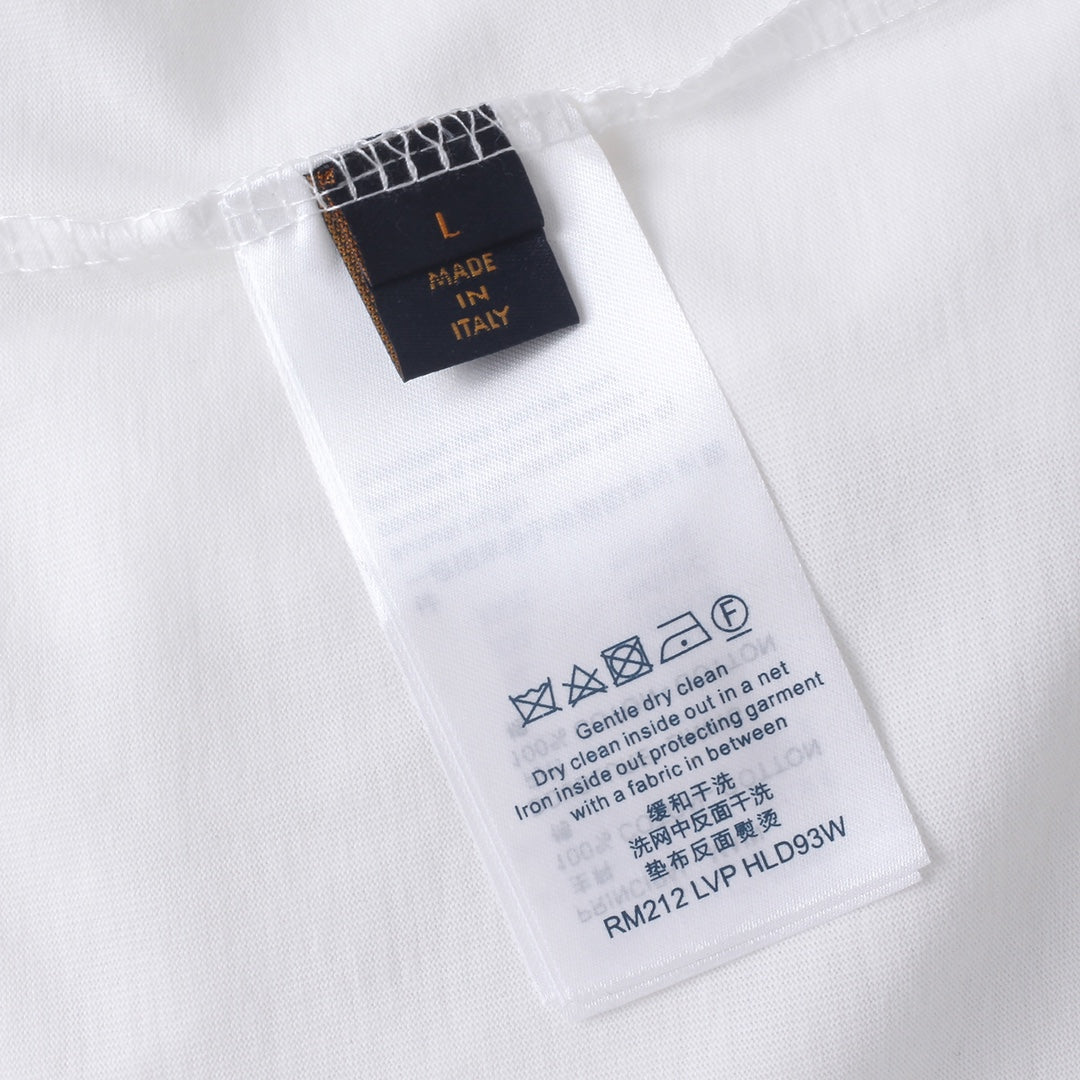 L
MADE
IN
ITALY
F
Gentle dry clean
Dry clean inside out in a net
Iron inside out protecting garment
with a fabric in between
缓和干洗
洗网中反面干洗
垫布反面熨烫
RM212 LVP HLD93W